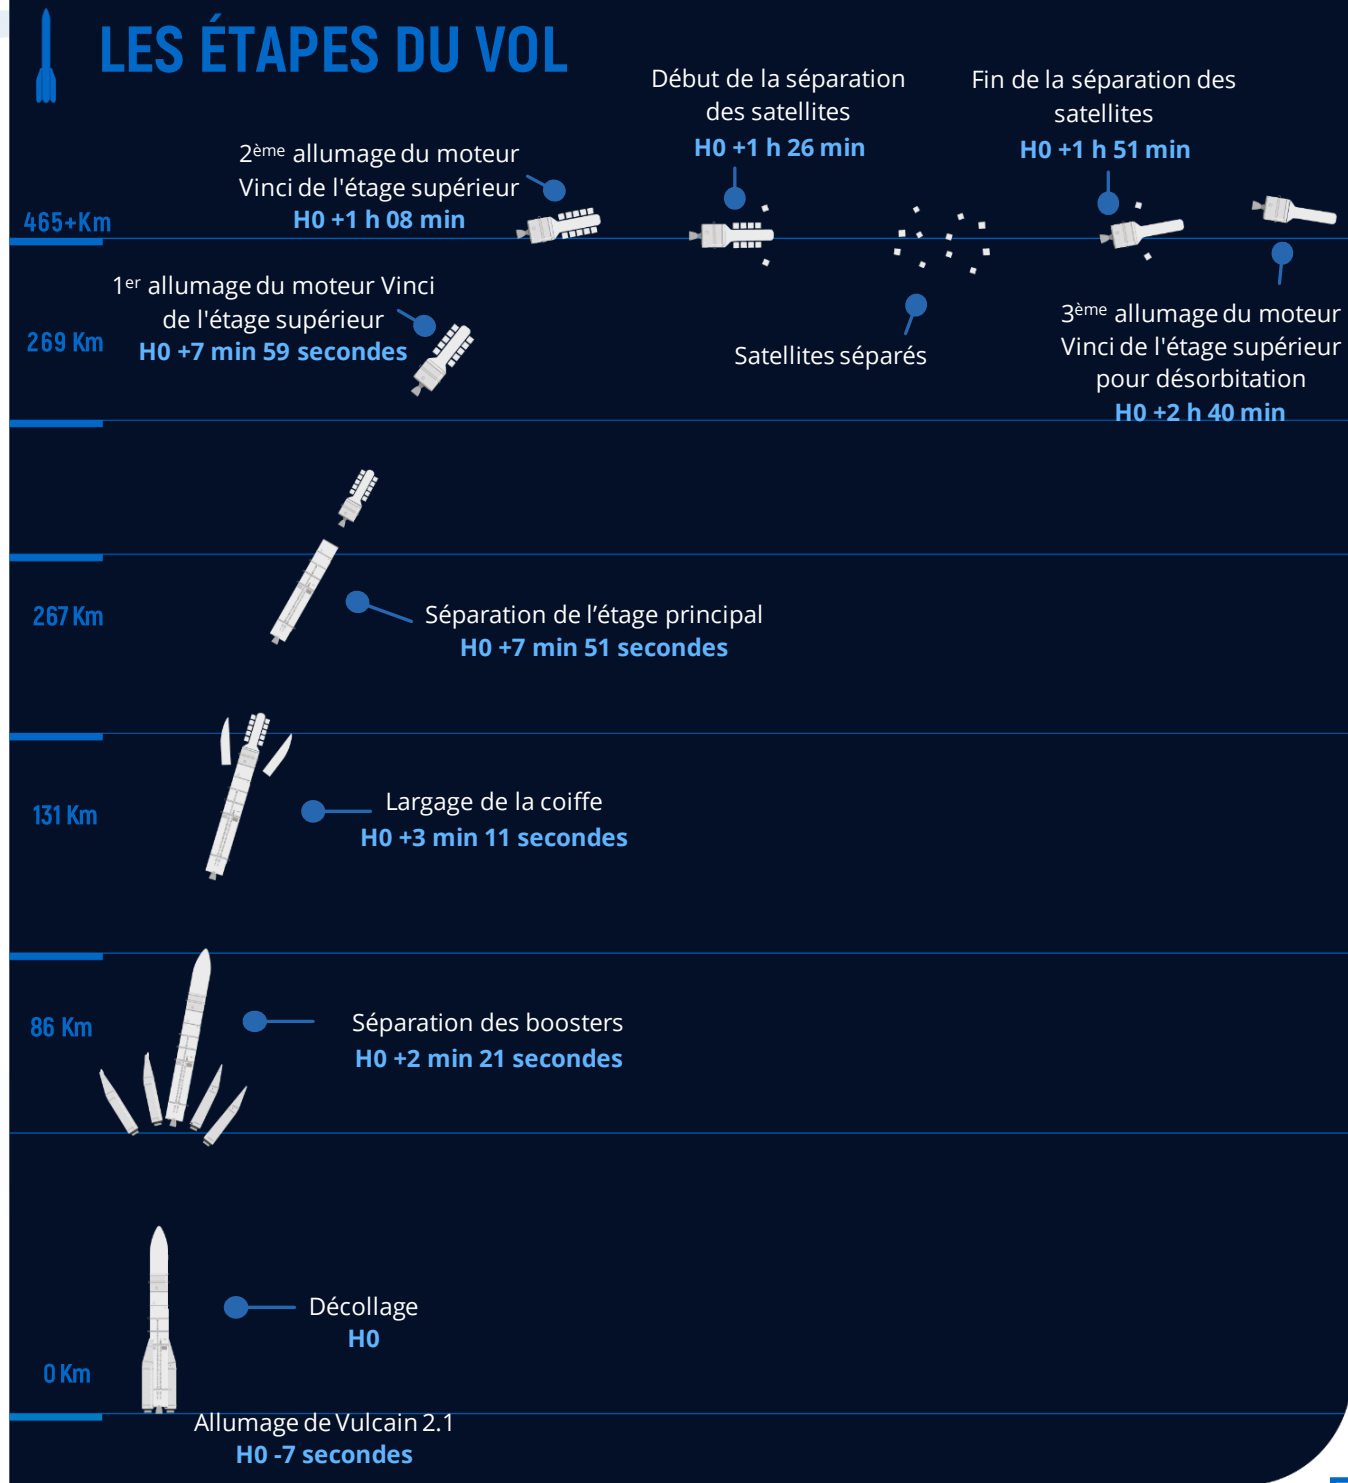 LES ÉTAPES DU VOL
Début de la séparation
des satellites
H0 +1 h 26 min
Fin de la séparation des
satellites
H0 +1 h 51 min
2ème allumage du moteur
Vinci de l'étage supérieur
H0 +1 h 08 min
465+Km
1er allumage du moteur Vinci
de l'étage supérieur
H0 +7 min 59 secondes
269 Km
Satellites séparés
3ème allumage du moteur
Vinci de l'étage supérieur
pour désorbitation
H0 +2 h 40 min
267 Km
Séparation de l’étage principal
H0 +7 min 51 secondes
131 Km
Largage de la coiffe
H0 +3 min 11 secondes
86 Km
Séparation des boosters
H0 +2 min 21 secondes
Décollage
H0
0 Km
Allumage de Vulcain 2.1
H0 -7 secondes